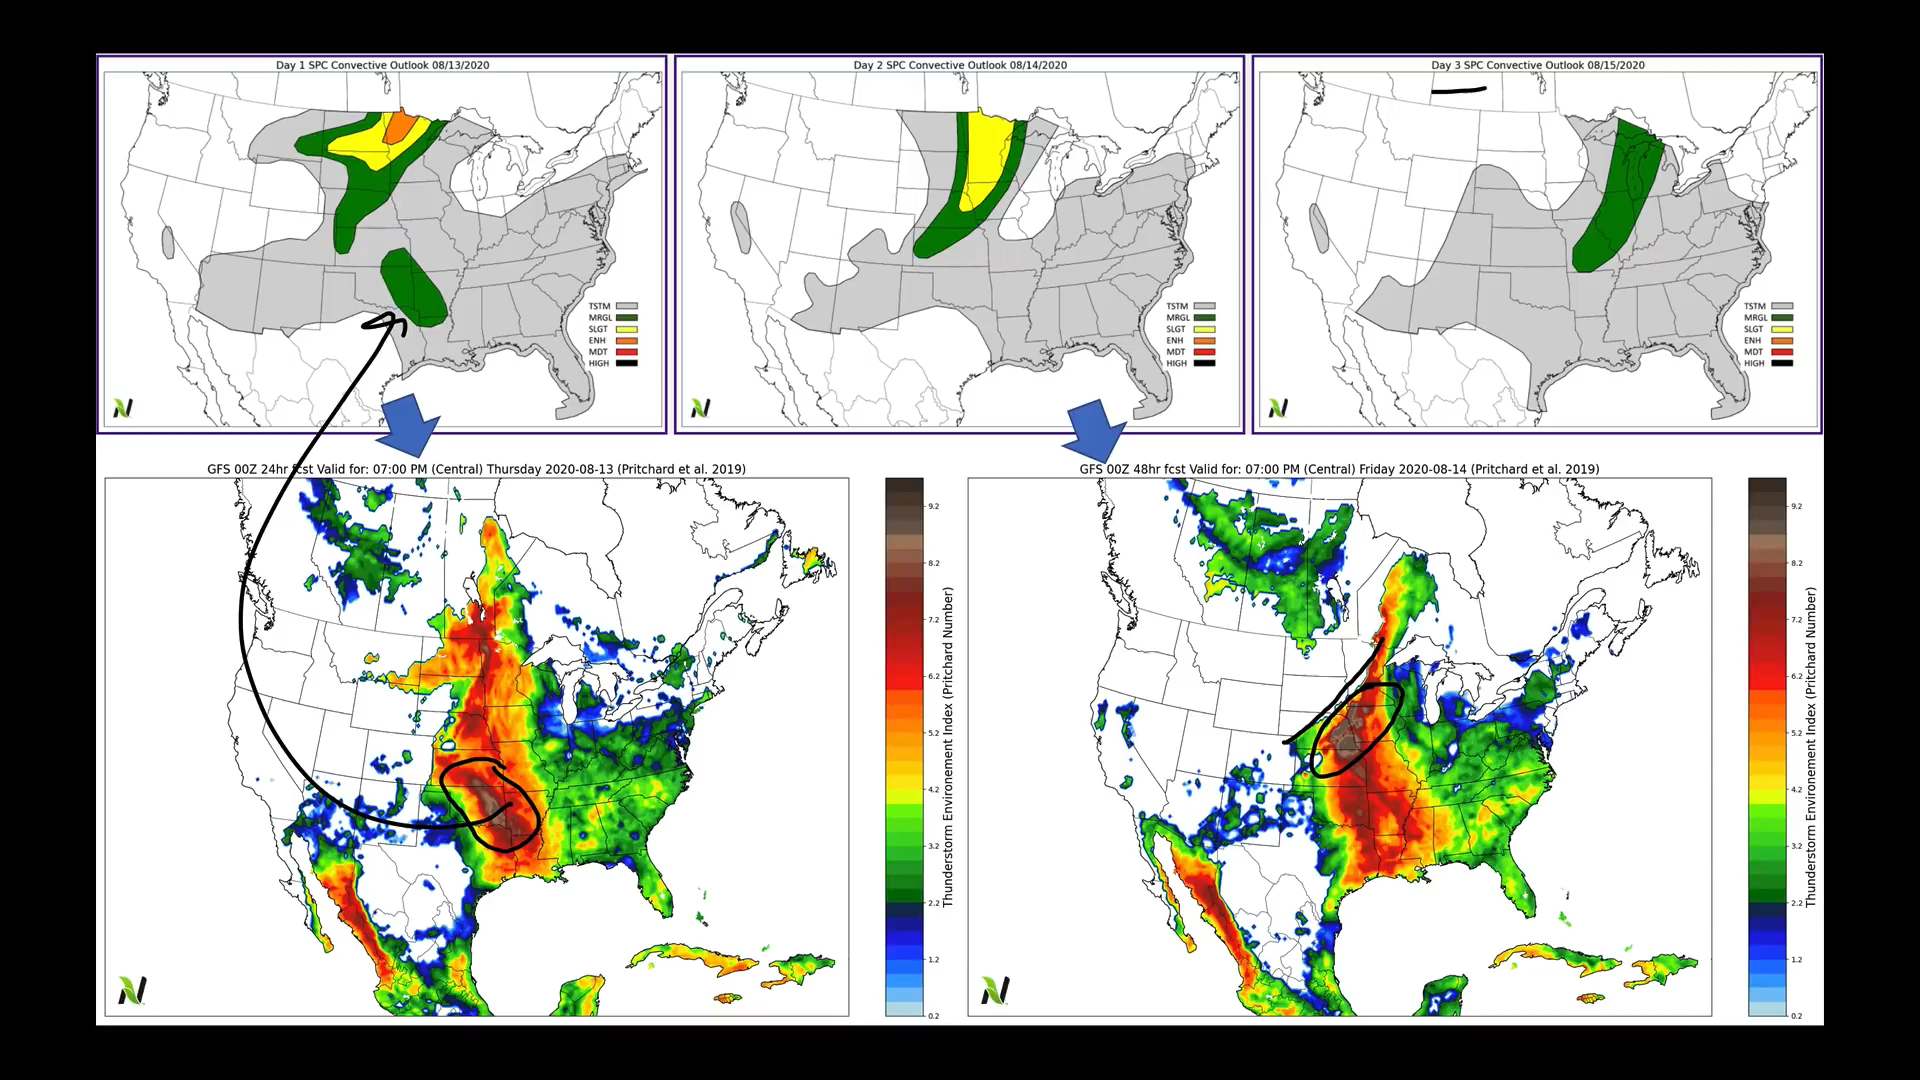 Day 1 SPC Convective Outlook 08/13/2020
TSTM
MRGL
SLGT
ENH
MDT
HIGH
N
Day 2 SPC Convective Outlook 08/14/2020
TSTM
MRGL
SLGT
ENH
MDT
HIGH
N
Day 3 SPC Convective Outlook 08/15/2020
TSTM
MRGL
SLGT
ENH
MDT
HIGH
N
GFS 00Z 24hr fcst Valid for: 07:00 PM (Central) Thursday 2020-08-13 (Pritchard et al. 2019)
9.2
8.2
7.2
6.2
5.2
4.2
3.2
2.2
1.2
0.2
Thunderstorm Environement Index (Pritchard Number)
N
GFS 00Z 48hr fcst Valid for: 07:00 PM (Central) Friday 2020-08-14 (Pritchard et al. 2019)
9.2
8.2
7.2
6.2
5.2
4.2
3.2
2.2
1.2
0.2
Thunderstorm Environement Index (Pritchard Number)
N